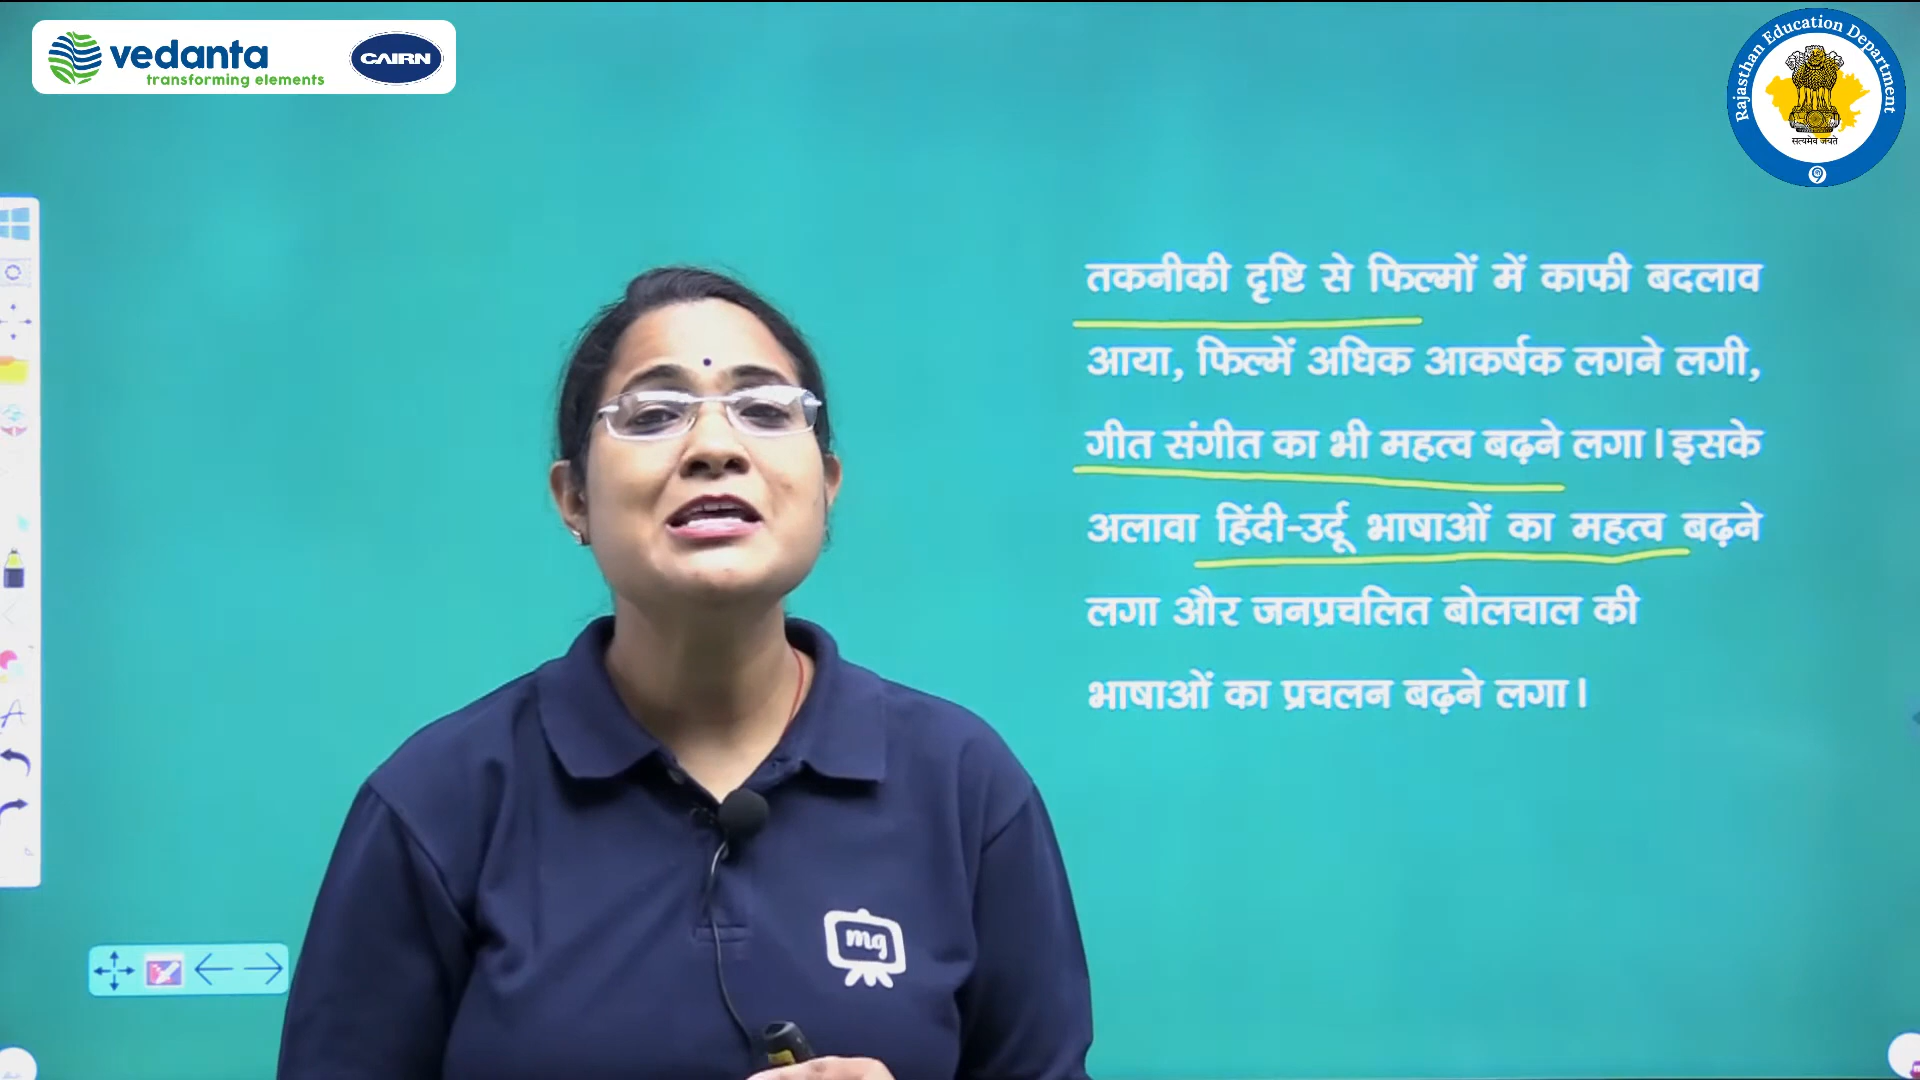 vedanta
transforming elements
CAIRN
Rajasthan Education Department
सत्यमेव जयते
तकनीकी दृष्टि से फिल्मों में काफी बदलाव
आया, फिल्में अधिक आकर्षक लगने लगी,
गीत संगीत का भी महत्व बढ़ने लगा। इसके
अलावा हिंदी-उर्दू भाषाओं का महत्व बढ़ने
लगा और जनप्रचलित बोलचाल की
भाषाओं का प्रचलन बढ़ने लगा।
mg